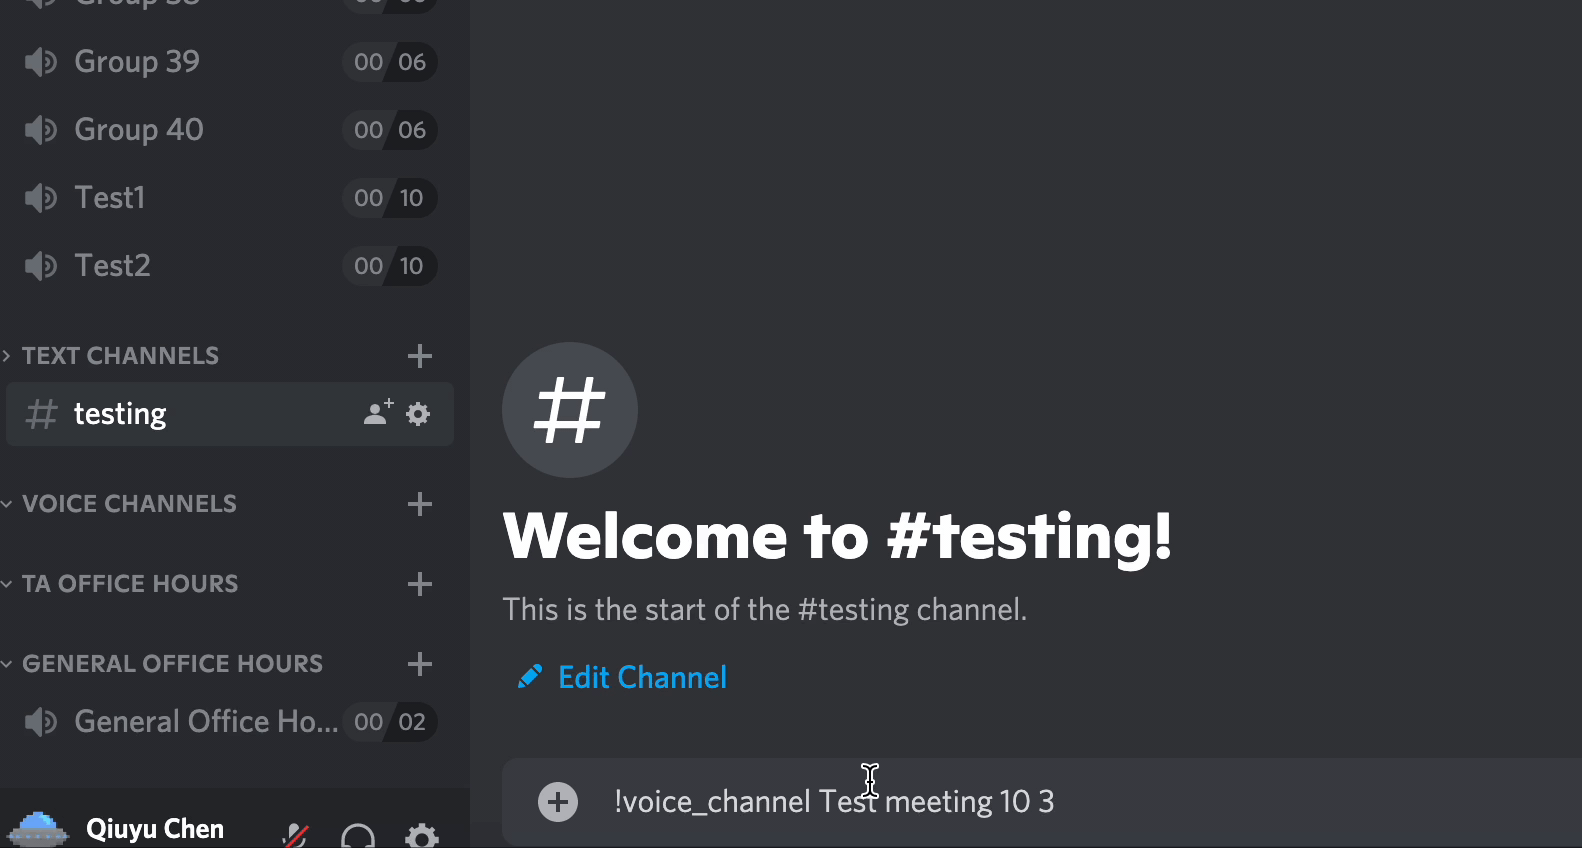 Group 39 00 06
Group 40 00 06
Test1 00 10
Test2 00 10
TEXT CHANNELS
# testing
VOICE CHANNELS
TA OFFICE HOURS
GENERAL OFFICE HOURS
General Office Ho... 00 02
Qiuyu Chen
#
Welcome to #testing!
This is the start of the #testing channel.
Edit Channel
!voice_channel Test meeting 10 3